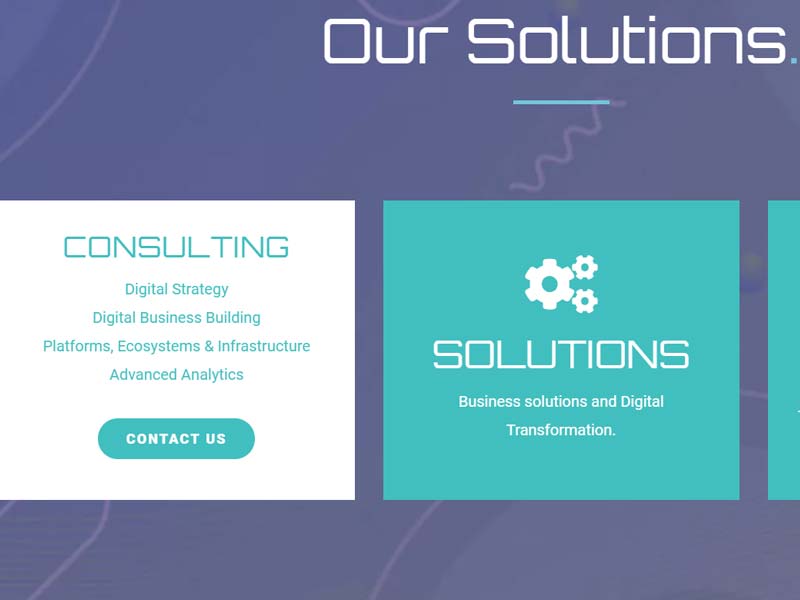 Our Solutions.
CONSULTING
Digital Strategy
Digital Business Building
Platforms, Ecosystems & Infrastructure
Advanced Analytics
CONTACT US
SOLUTIONS
Business solutions and Digital
Transformation.